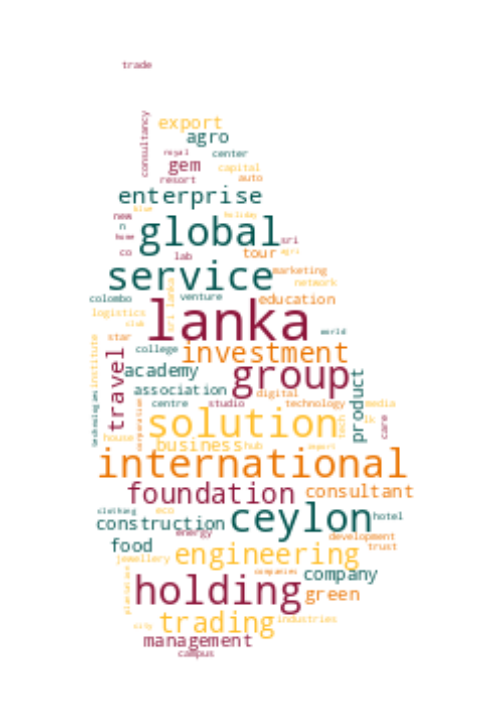 trade
consultancy
export
agro
royal
center
gem
capital
resort
auto
enterprise
blue
new
holiday
n
global
home
sri
co
lab
tour
agri
service
marketing
network
sri lanka
colombo
venture
education
logistics
lanka
club
world
star
college
investment
institute
travel
academy
group
product
association
digital
technologies
corporation
centre
studio
technology
media
solution
tech
lk
care
house
business
hub
export
international
foundation
consultant
clothing
eco
ceylon
hotel
construction
energy
development
food
engineering
trust
jewellery
companies
company
holding
green
trading
industries
city
management
campus